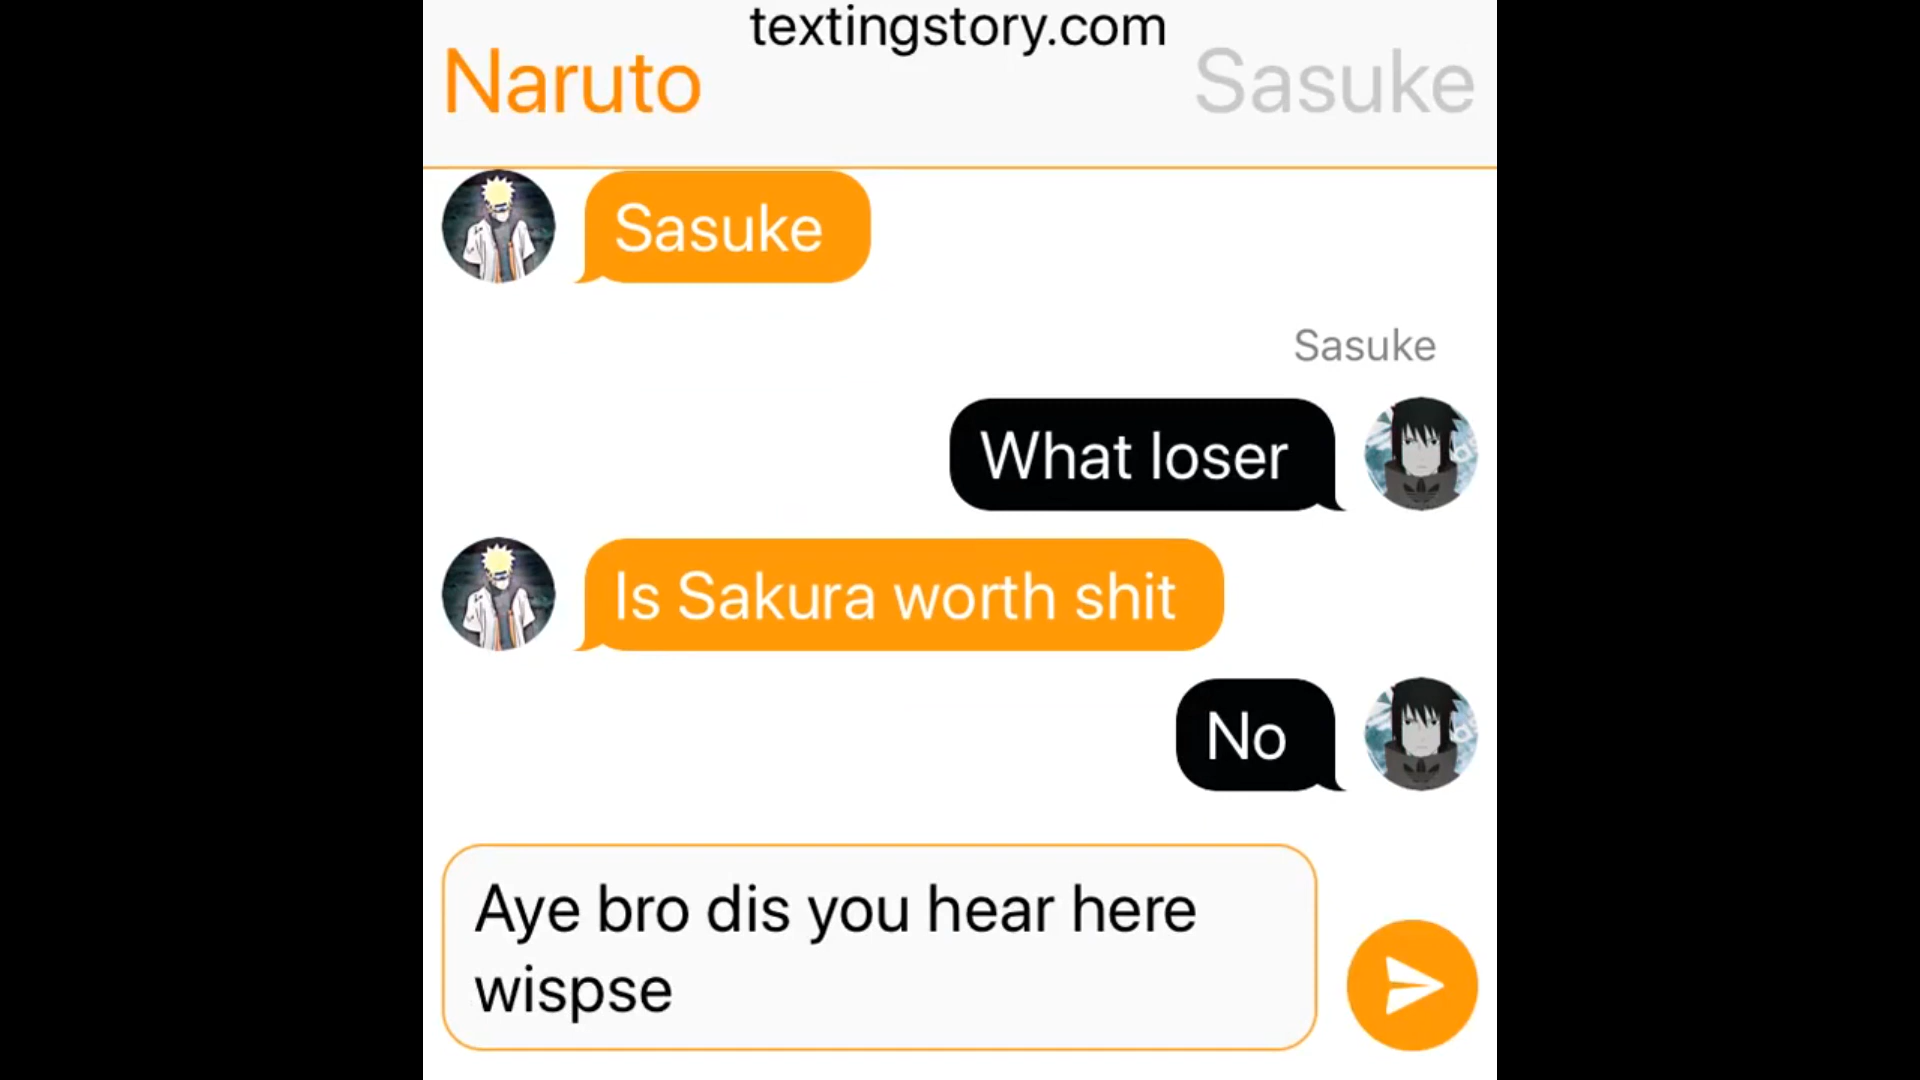 textingstory.com
Naruto
Sasuke
Sasuke
Sasuke
What loser
Is Sakura worth shit
No
Aye bro dis you hear here
wispse